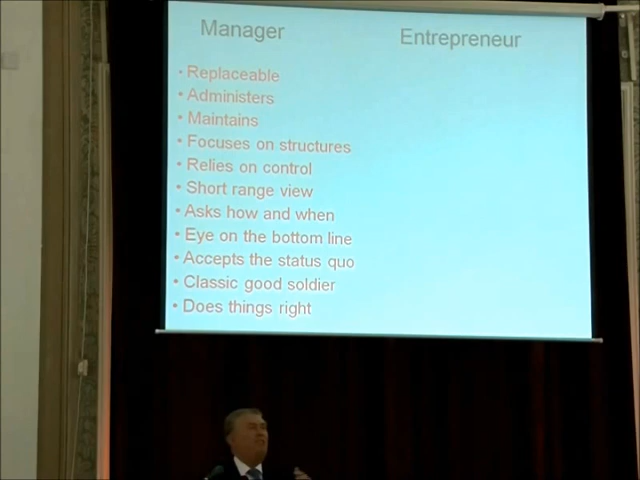 Manager
Entrepreneur
• Replaceable
• Administers
• Maintains
• Focuses on structures
• Relies on control
• Short range view
• Asks how and when
• Eye on the bottom line
• Accepts the status quo
• Classic good soldier
• Does things right